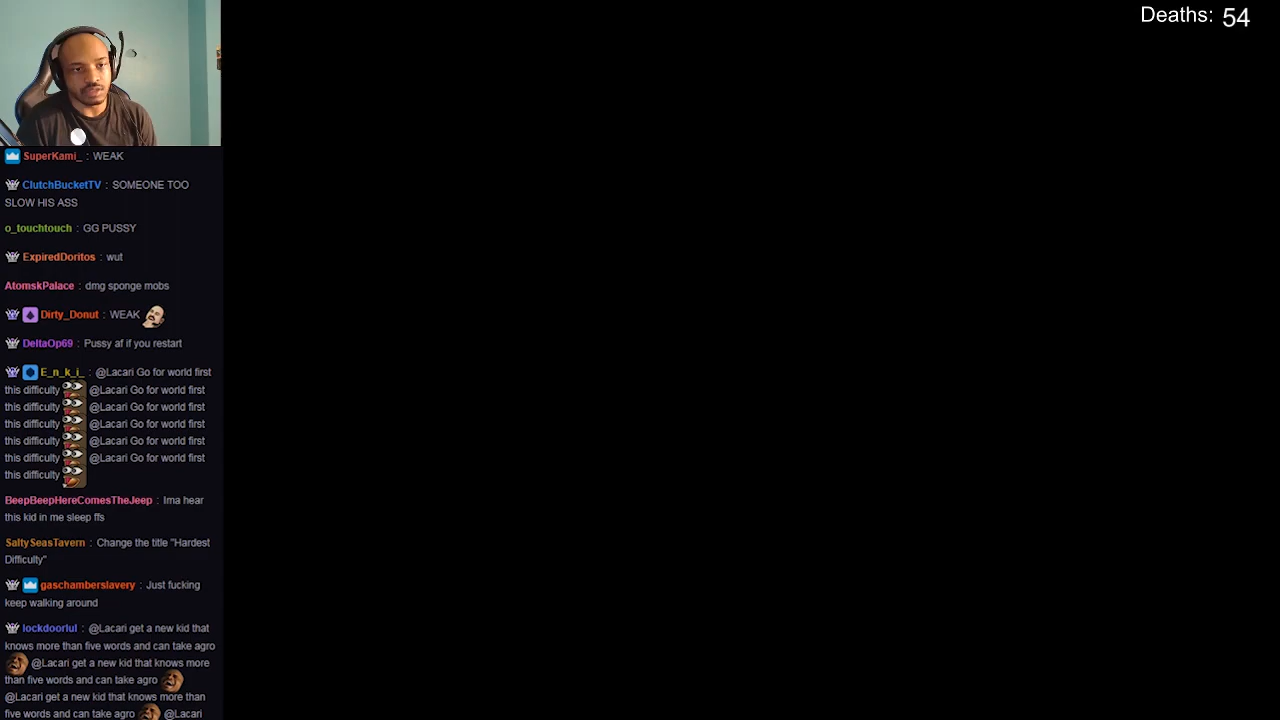 Deaths: 54
SuperKami_ : WEAK
ClutchBucketTV : SOMEONE TOO
SLOW HIS ASS
o_touchtouch : GG PUSSY
ExpiredDoritos : wut
AtomskPalace : dmg sponge mobs
Dirty_Donut : WEAK
DeltaOp69 : Pussy af if you restart
E_n_k_i_ : @Lacari Go for world first
this difficulty @Lacari Go for world first
this difficulty @Lacari Go for world first
this difficulty @Lacari Go for world first
this difficulty @Lacari Go for world first
this difficulty @Lacari Go for world first
this difficulty
BeepBeepHereComesTheJeep : Ima hear
this kid in me sleep ffs
SaltySeasTavern : Change the title "Hardest
Difficulty"
gaschamberslavery : Just fucking
keep walking around
lockdoorlul : @Lacari get a new kid that
knows more than five words and can take agro
@Lacari get a new kid that knows more
than five words and can take agro
@Lacari get a new kid that knows more than
five words and can take agro @Lacari